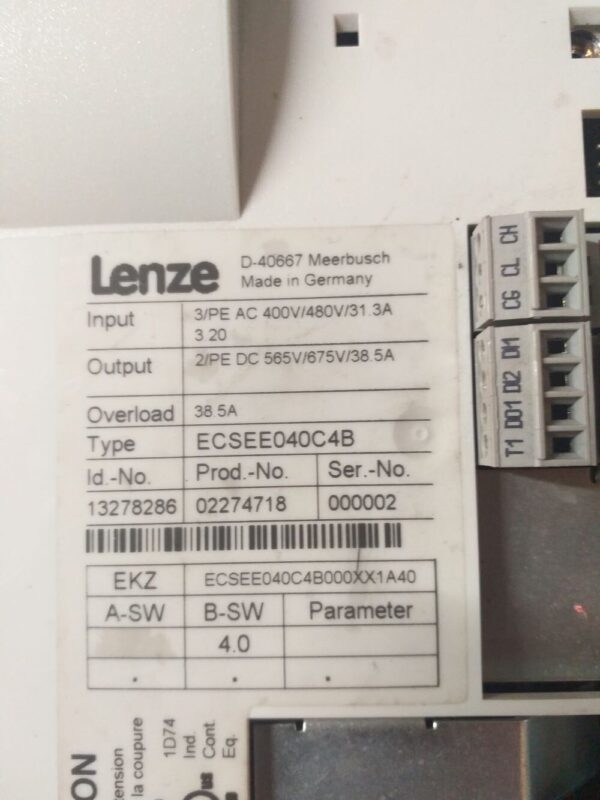 Lenze
D-40667 Meerbusch
Made in Germany
Input 3/PE AC 400V/480V/31.3A
3.20
Output 2/PE DC 565V/675V/38.5A
Overload 38.5A
Type ECSEE040C4B
Id.-No. Prod.-No. Ser.-No.
13278286 02274718 000002
EKZ ECSEE040C4B000XX1A40
A-SW B-SW Parameter
4.0
. . .
CH
CL
CG
DI1
DI2
DO1
T1
ON
tension
la coupure
1D74
Ind.
Cont.
Eq.